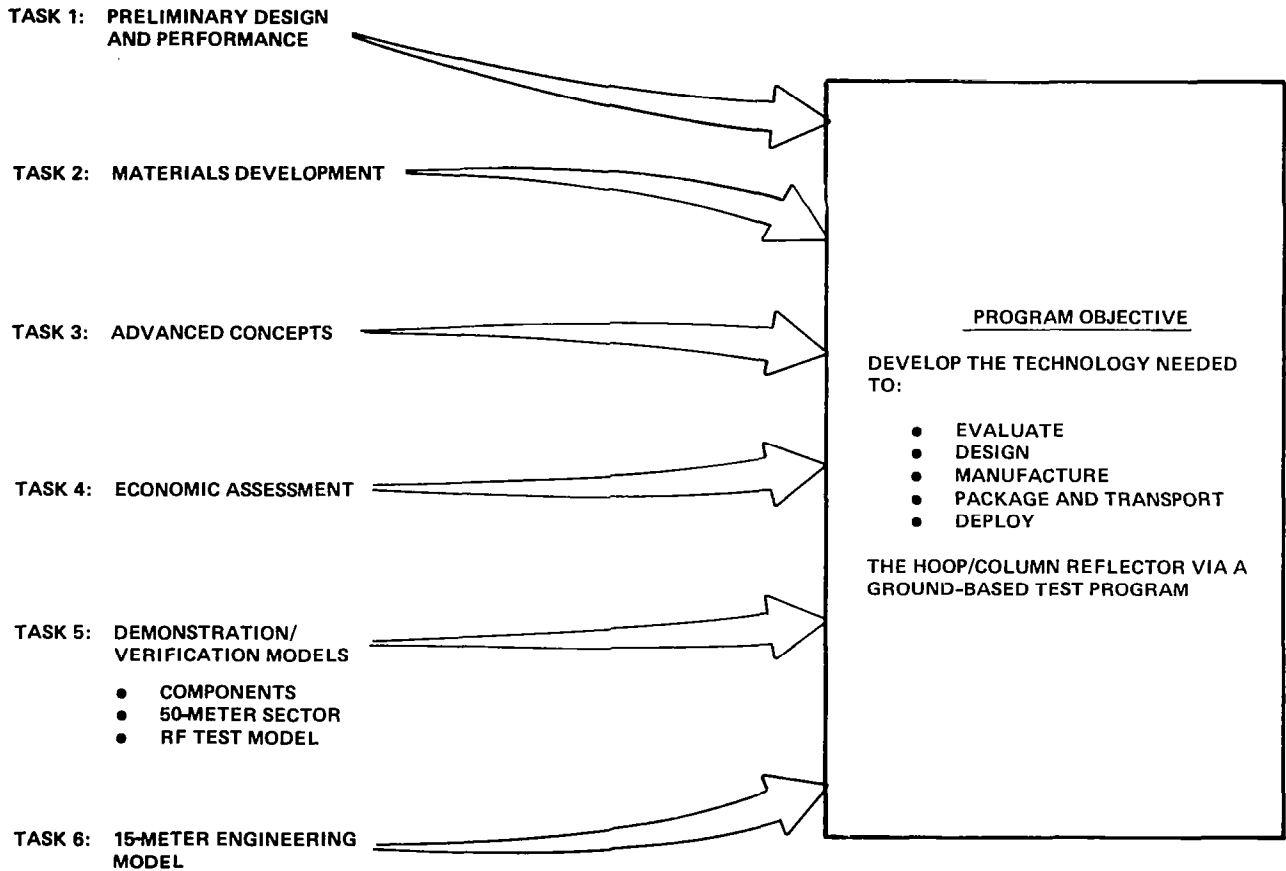 TASK 1: PRELIMINARY DESIGN
AND PERFORMANCE
TASK 2: MATERIALS DEVELOPMENT
TASK 3: ADVANCED CONCEPTS
TASK 4: ECONOMIC ASSESSMENT
TASK 5: DEMONSTRATION/
VERIFICATION MODELS
● COMPONENTS
● 50-METER SECTOR
● RF TEST MODEL
TASK 6: 15-METER ENGINEERING
MODEL
PROGRAM OBJECTIVE
DEVELOP THE TECHNOLOGY NEEDED
TO:
● EVALUATE
● DESIGN
● MANUFACTURE
● PACKAGE AND TRANSPORT
● DEPLOY
THE HOOP/COLUMN REFLECTOR VIA A
GROUND-BASED TEST PROGRAM